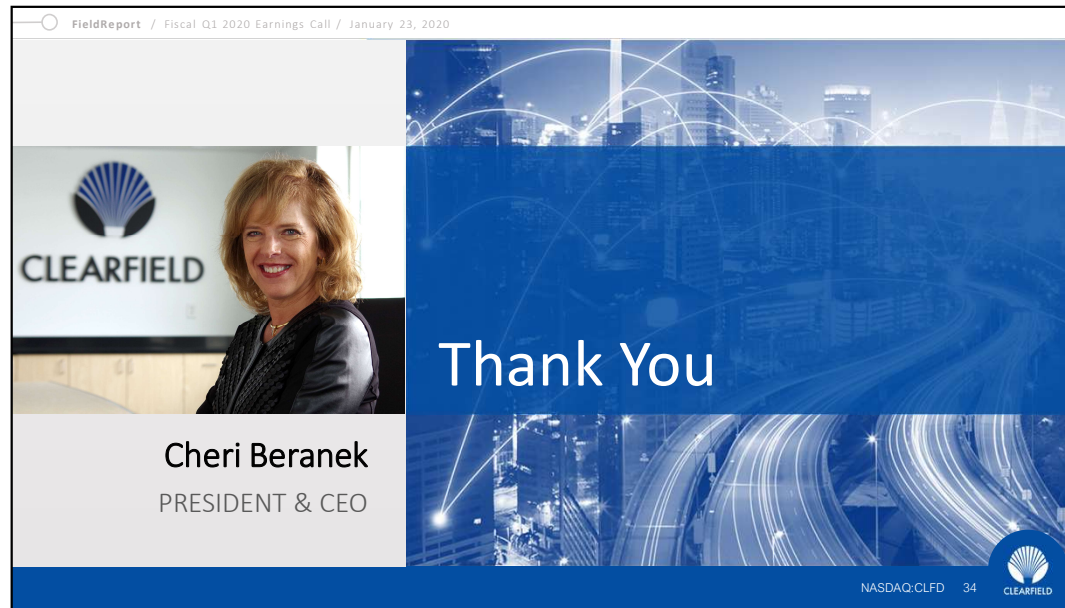 FieldReport / Fiscal Q1 2020 Earnings Call / January 23, 2020
CLEARFIELD
Thank You
Cheri Beranek
PRESIDENT & CEO
NASDAQ:CLFD 34
CLEARFIELD